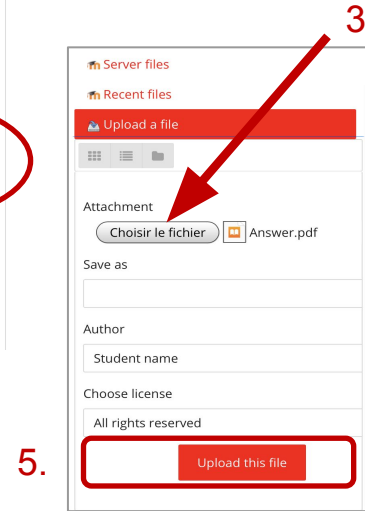 3
Server files
Recent files
Upload a file
Attachment
Choisir le fichier Answer.pdf
Save as
Author
Student name
Choose license
All rights reserved
5. Upload this file